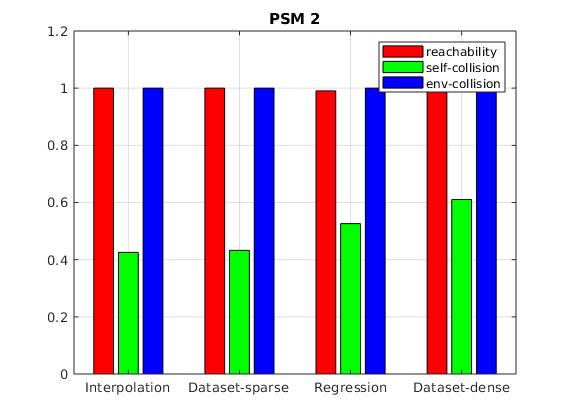 PSM 2
1.2
1
0.8
0.6
0.4
0.2
0
reachability
self-collision
env-collision
Interpolation Dataset-sparse Regression Dataset-dense